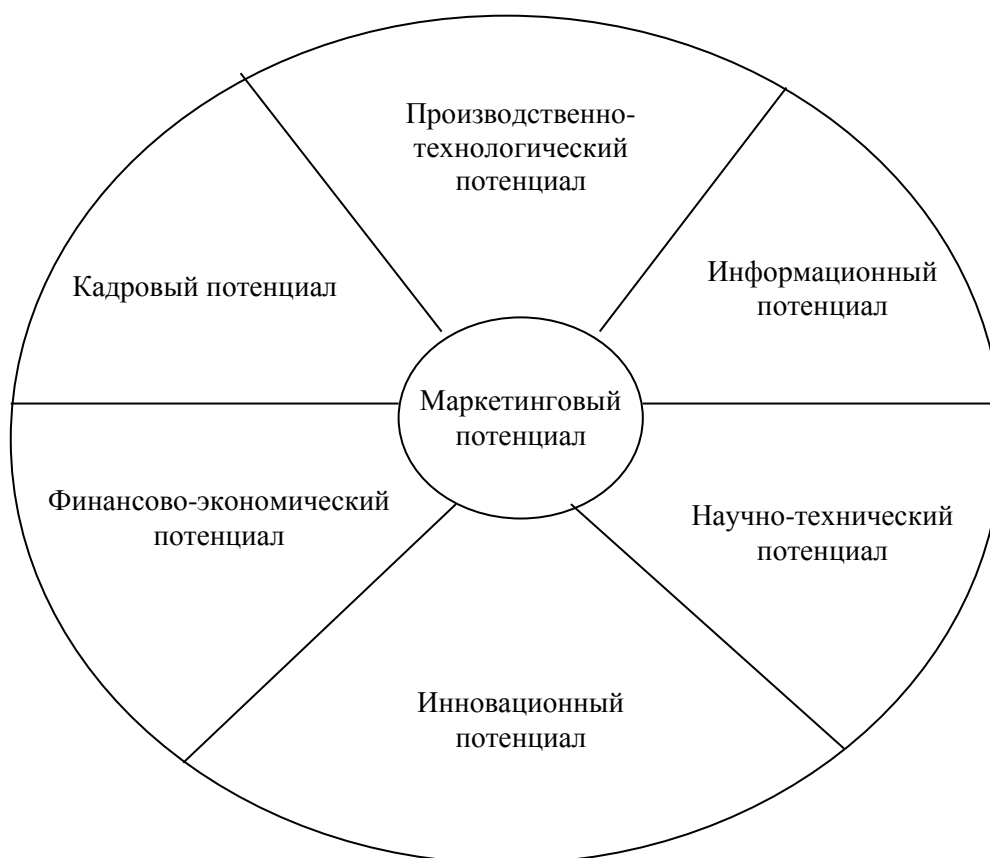 Производственно-
технологический
потенциал
Кадровый потенциал
Информационный
потенциал
Маркетинговый
потенциал
Финансово-экономический
потенциал
Научно-технический
потенциал
Инновационный
потенциал